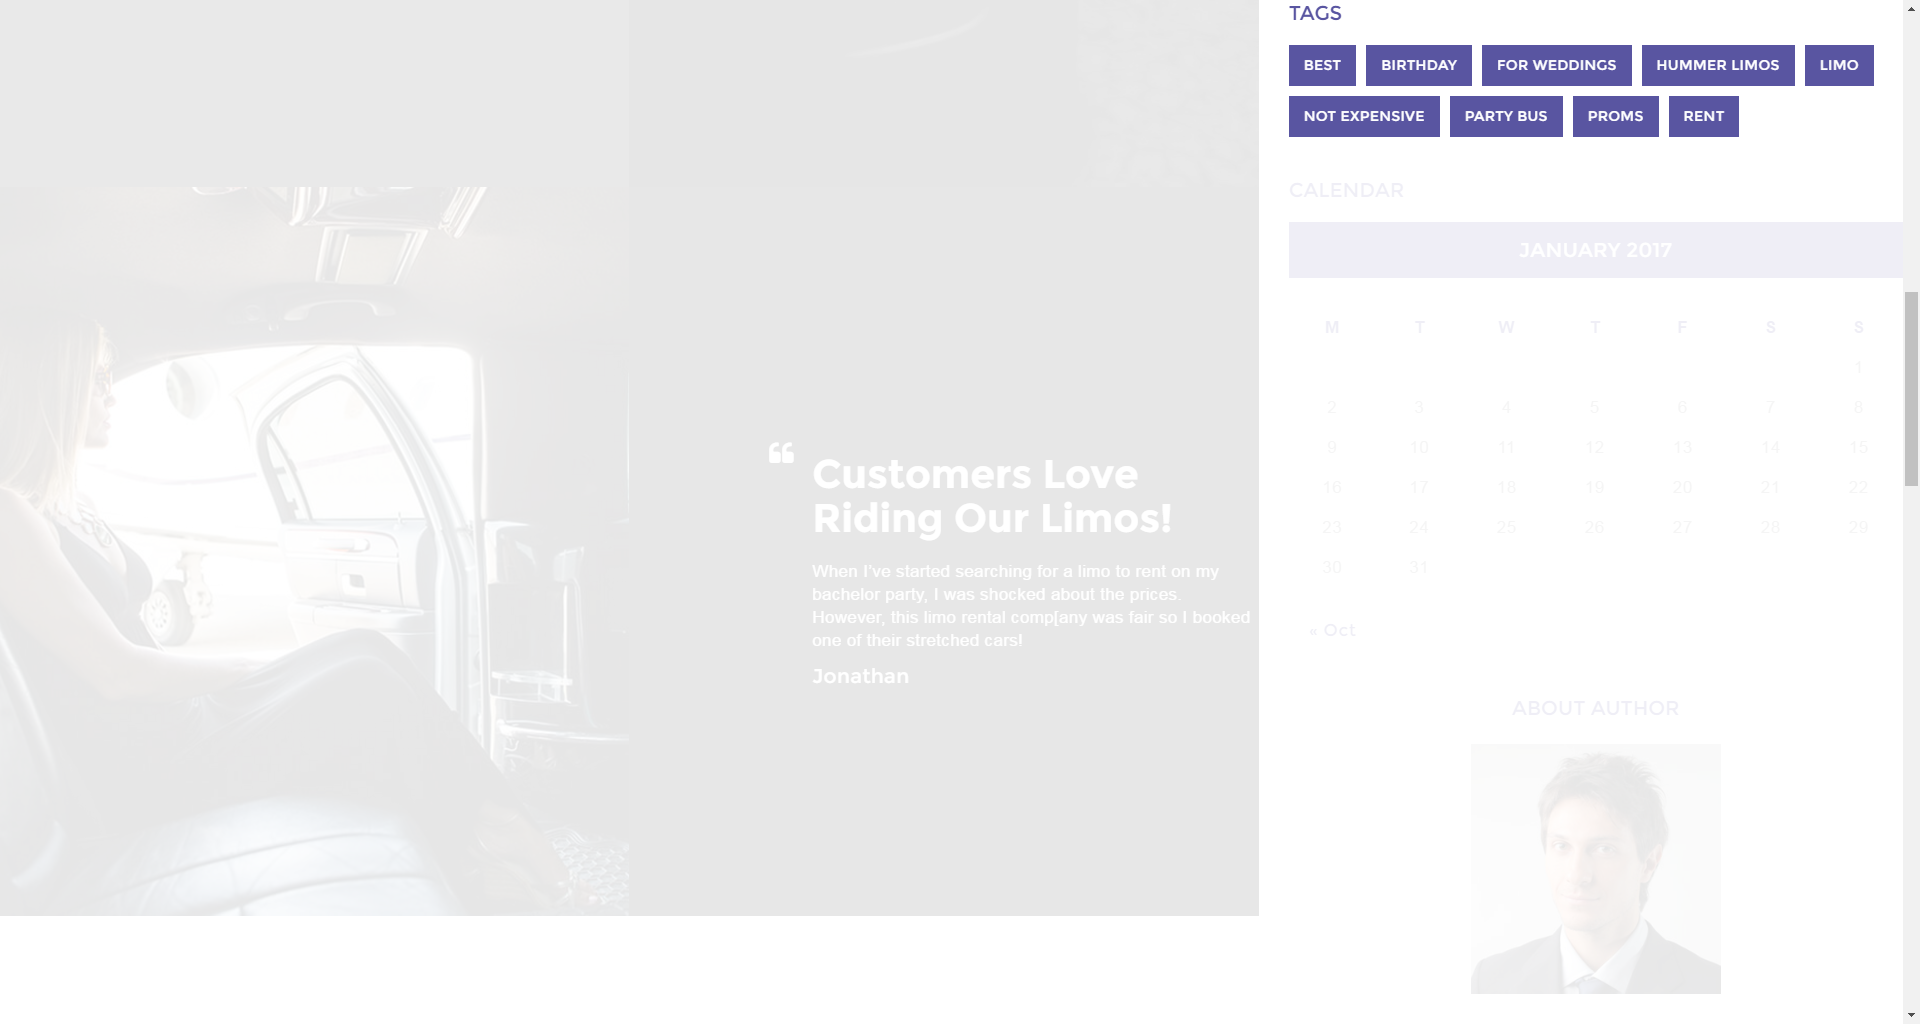 TAGS
BEST BIRTHDAY FOR WEDDINGS HUMMER LIMOS LIMO
NOT EXPENSIVE PARTY BUS PROMS RENT
CALENDAR
JANUARY 2017
M T W T F S S
1
2 3 4 5 6 7 8
9 10 11 12 13 14 15
16 17 18 19 20 21 22
23 24 25 26 27 28 29
30 31
« Oct
ABOUT AUTHOR
Customers Love
Riding Our Limos!
When I've started searching for a limo to rent on my
bachelor party, I was shocked about the prices.
However, this limo rental comp[any was fair so I booked
one of their stretched cars!
Jonathan